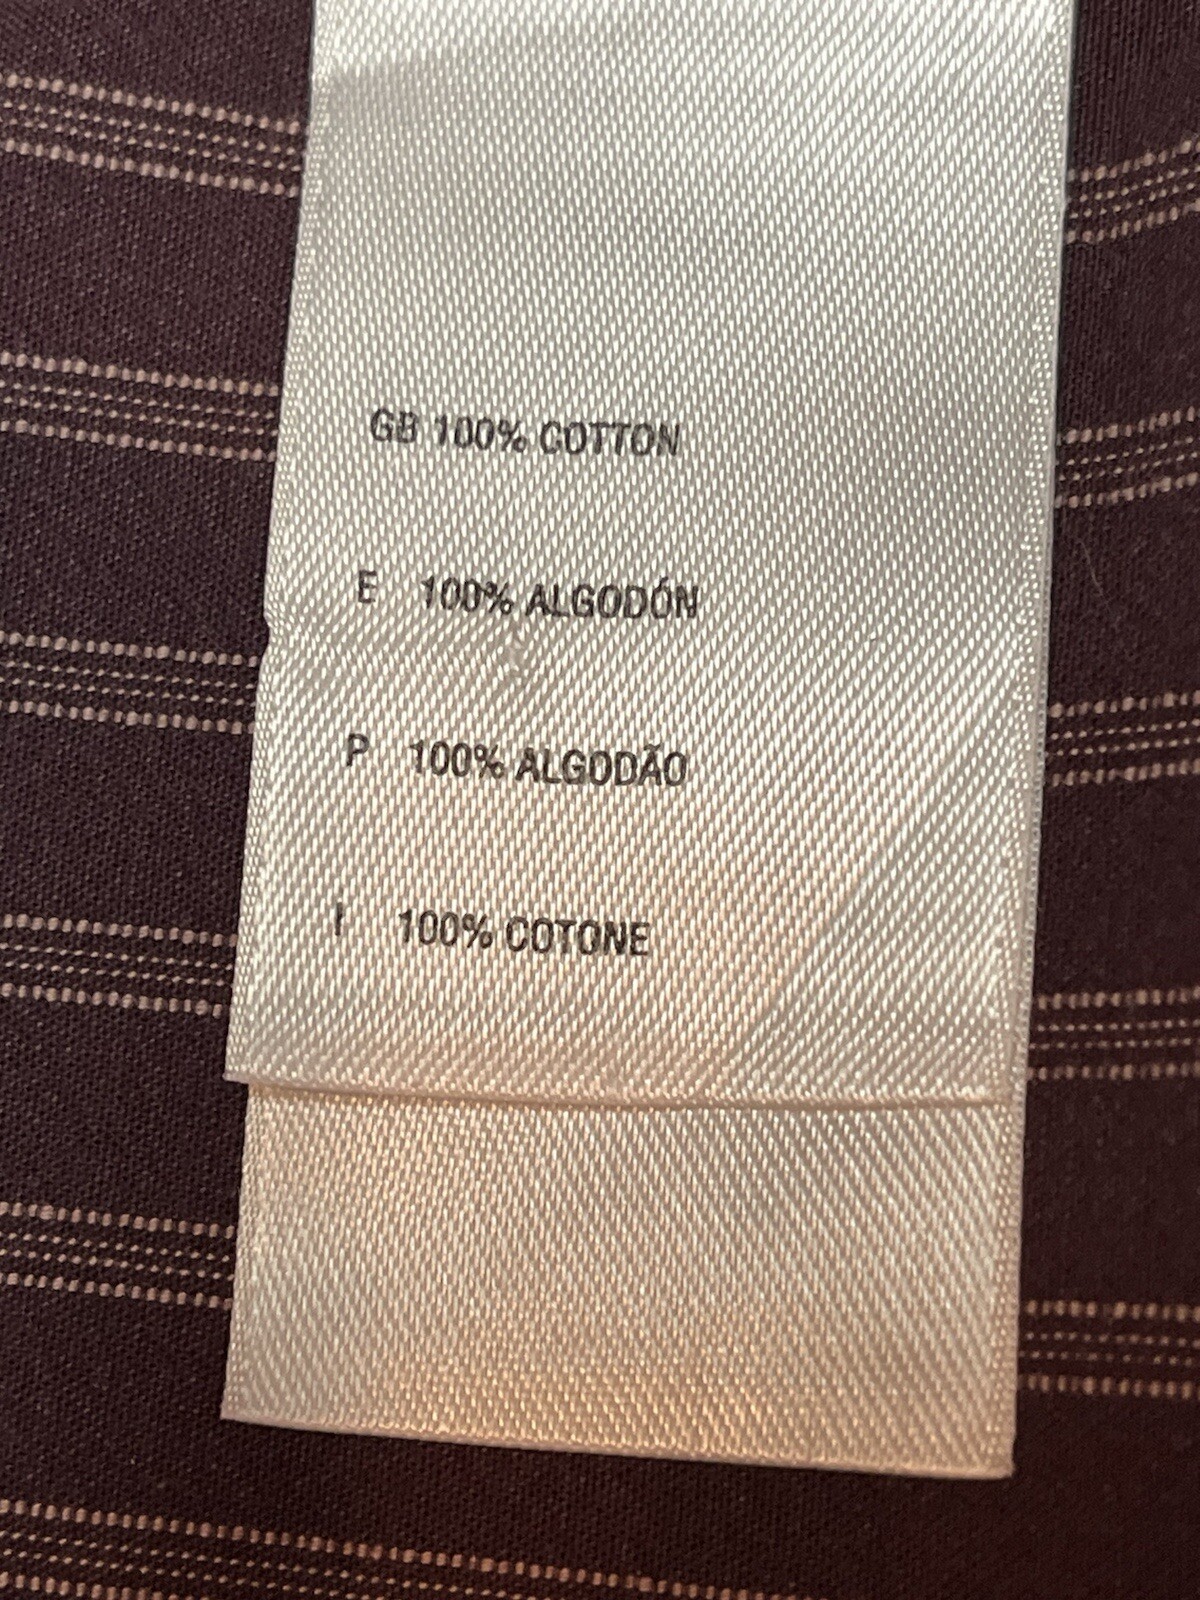 GB 100% COTTON
E 100% ALGODÓN
P 100% ALGODÃO
I 100% COTONE